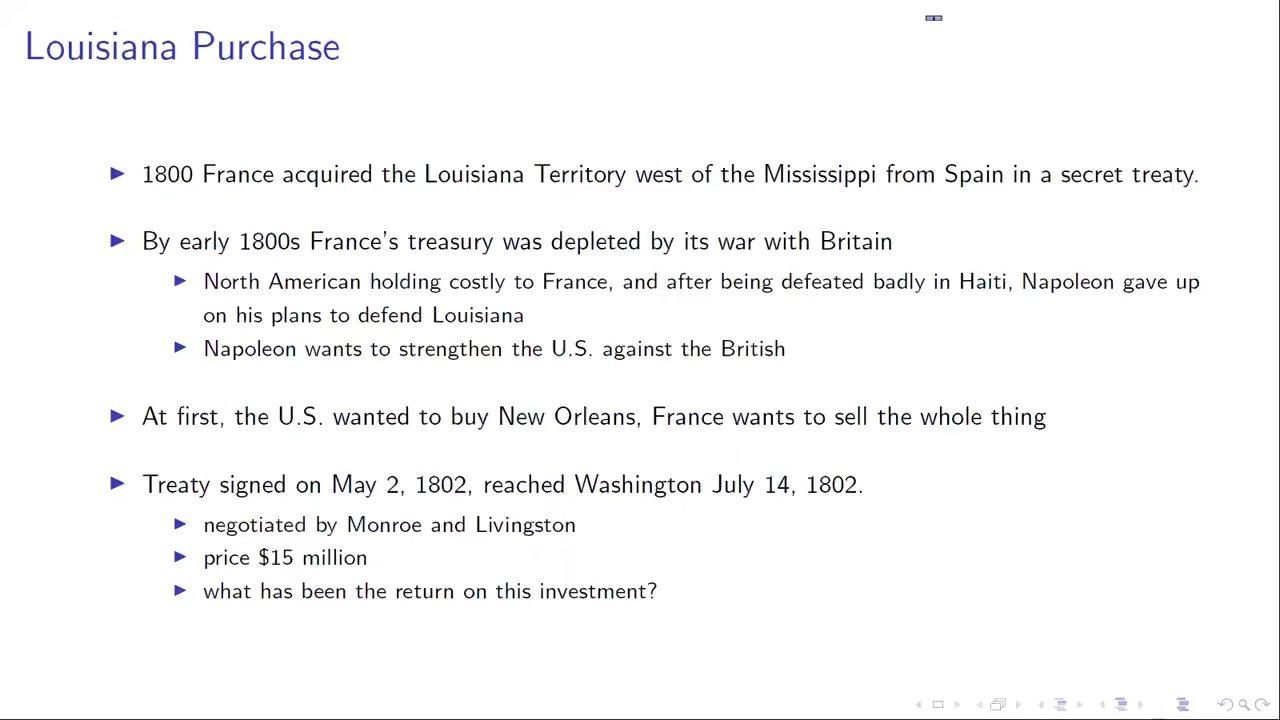 Louisiana Purchase
1800 France acquired the Louisiana Territory west of the Mississippi from Spain in a secret treaty.
By early 1800s France's treasury was depleted by its war with Britain
North American holding costly to France, and after being defeated badly in Haiti, Napoleon gave up
on his plans to defend Louisiana
Napoleon wants to strengthen the U.S. against the British
At first, the U.S. wanted to buy New Orleans, France wants to sell the whole thing
Treaty signed on May 2, 1802, reached Washington July 14, 1802.
negotiated by Monroe and Livingston
price $15 million
what has been the return on this investment?